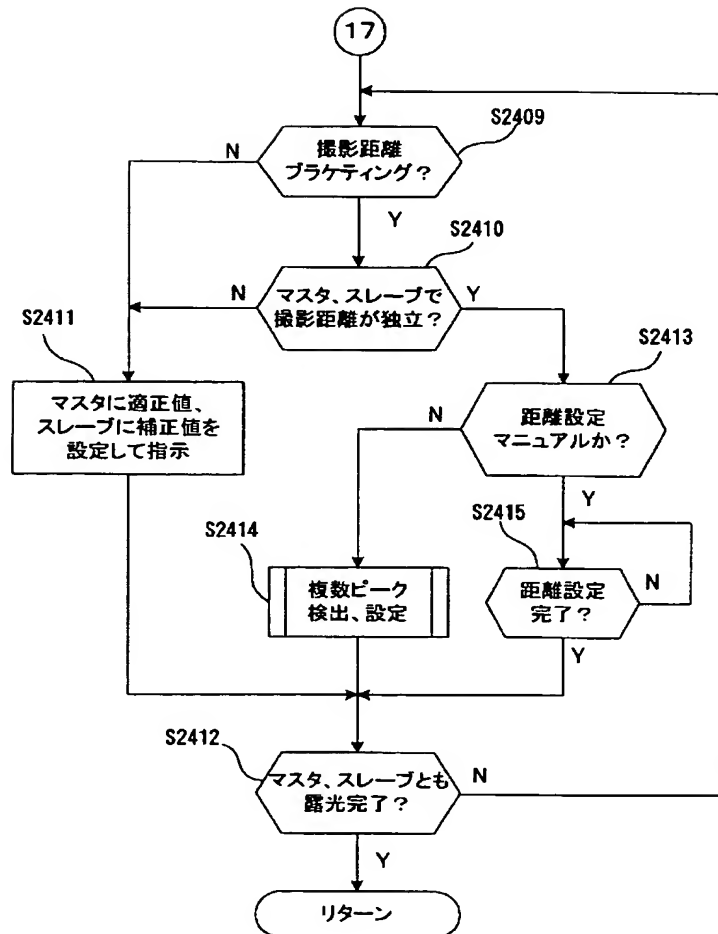 17
S2409
撮影距離
ブラケティング？
N
Y
S2410
マスタ、スレーブで
撮影距離が独立？
N
Y
S2411
マスタに適正値、
スレーブに補正値を
設定して指示
S2413
距離設定
マニュアルか？
N
Y
S2414
複数ピーク
検出、設定
S2415
距離設定
完了？
N
Y
S2412
マスタ、スレーブとも
露光完了？
N
Y
リターン